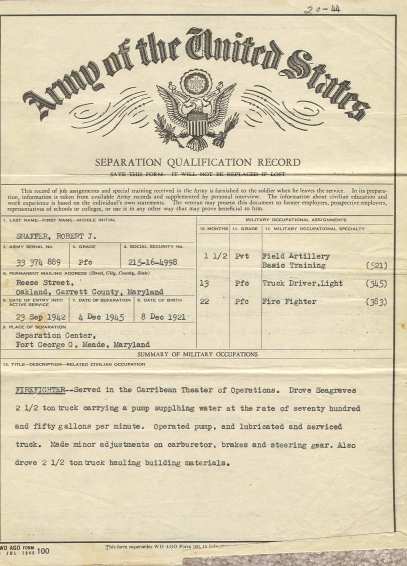 20-44
Army of the United States
SEPARATION QUALIFICATION RECORD
SAVE THIS FORM. IT WILL NOT BE REPLACED IF LOST
This record of job assignments and special training received in the Army is furnished to the soldier when he leaves the service. In its prepara-
tion, information is taken from available Army records and supplemented by personal interview. The information about civilian education and
work experience is based on the individual's own statements. The veteran may present this document to former employers, prospective employers,
representatives of schools or colleges, or use it in any other way that may prove beneficial to him.
1. LAST NAME—FIRST NAME—MIDDLE INITIAL
MILITARY OCCUPATIONAL ASSIGNMENTS
10. MONTHS 11. GRADE 12. MILITARY OCCUPATIONAL SPECIALTY
SHAFFER, ROBERT J.
2. ARMY SERIAL No. 3. GRADE 4. SOCIAL SECURITY No.
33 374 889 Pfc 215-16-4998
1 1/2 Pvt Field Artillery
Basic Training (521)
5. PERMANENT MAILING ADDRESS (Street, City, County, State)
Reese Street,
Oakland, Garrett County, Maryland
13 Pfc Truck Driver,Light (345)
6. DATE OF ENTRY INTO ACTIVE SERVICE 7. DATE OF SEPARATION 8. DATE OF BIRTH
22 Pfc Fire Fighter (383)
29 Sep 1942 4 Dec 1945 8 Dec 1921
9. PLACE OF SEPARATION
Separation Center,
Fort George G. Meade, Maryland
SUMMARY OF MILITARY OCCUPATIONS
13. TITLE—DESCRIPTION—RELATED CIVILIAN OCCUPATION
FIREFIGHTER--Served in the Carribean Theater of Operations. Drove Seagraves
2 1/2 ton truck carrying a pump supplhing water at the rate of seventy hundred
and fifty gallons per minute. Operated pump, and lubricated and serviced
truck. Made minor adjustments on carburetor, brakes and steering gear. Also
drove 2 1/2 ton truck hauling building materials.
WD AGO FORM 100
1 JUL 1945
This form supersedes WD AGO Form 100,